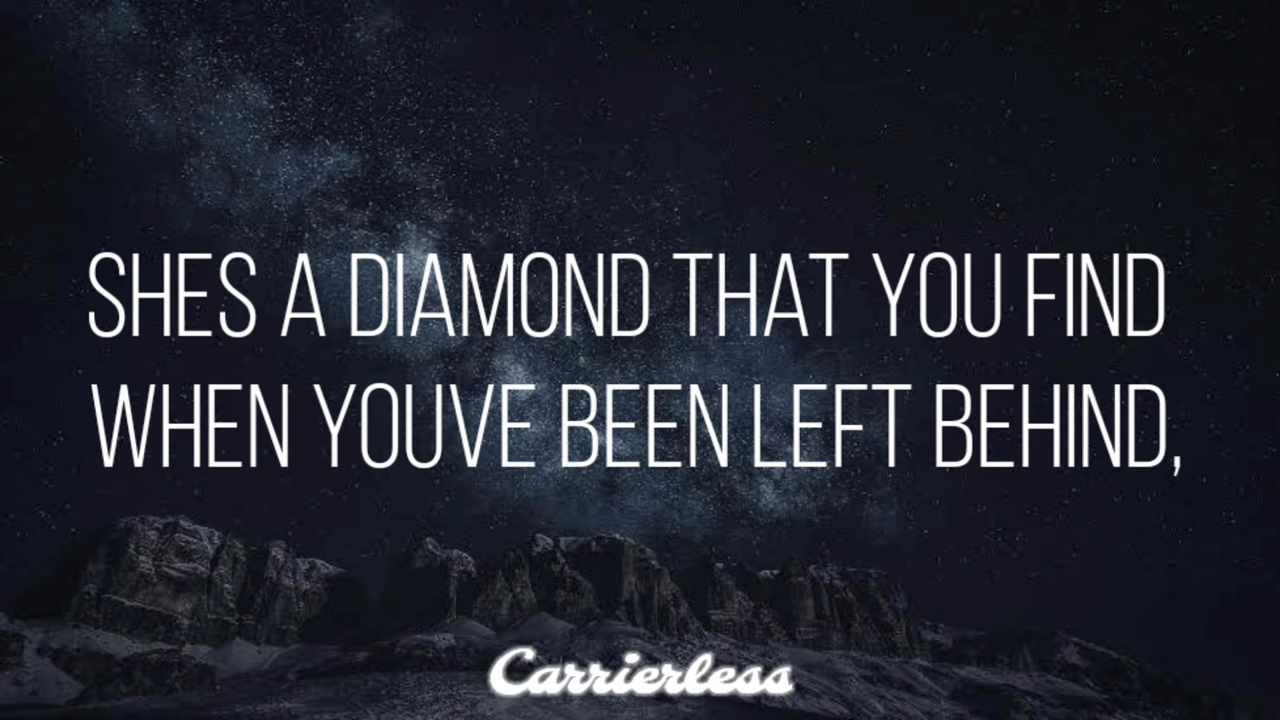 SHES A DIAMOND THAT YOU FIND
WHEN YOUVE BEEN LEFT BEHIND,
Carrierless